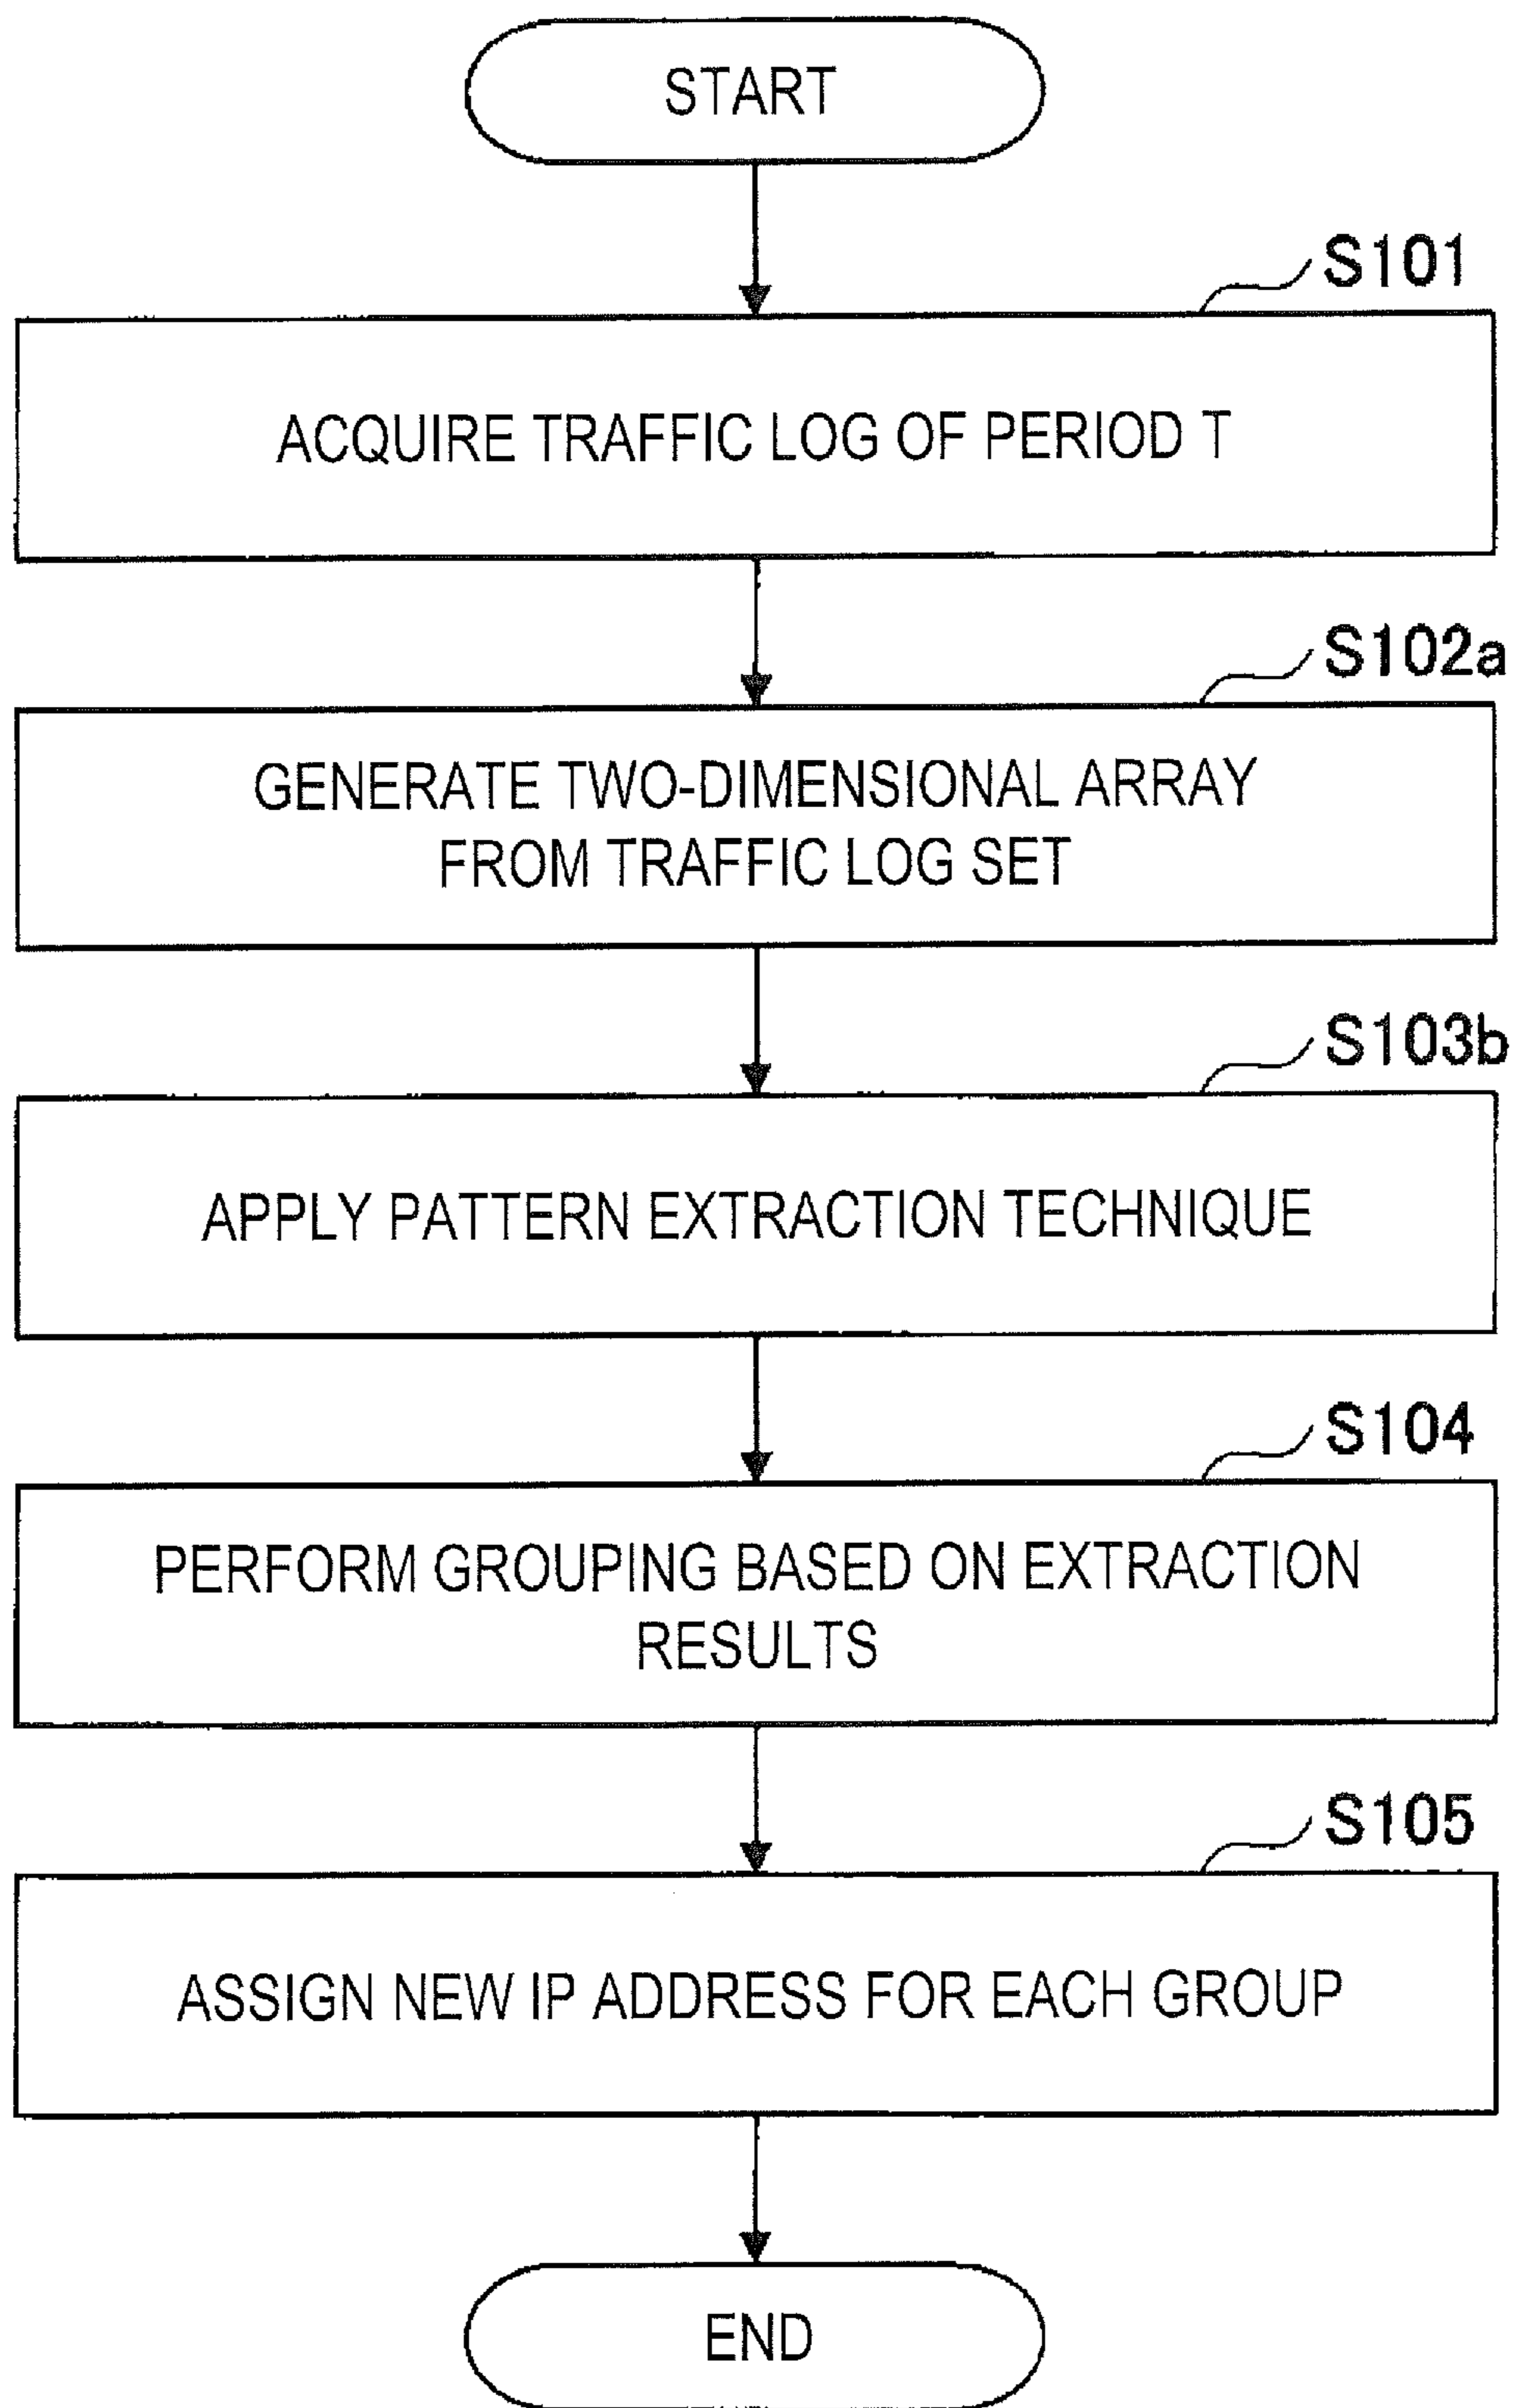 START
S101
ACQUIRE TRAFFIC LOG OF PERIOD T
S102a
GENERATE TWO-DIMENSIONAL ARRAY
FROM TRAFFIC LOG SET
S103b
APPLY PATTERN EXTRACTION TECHNIQUE
S104
PERFORM GROUPING BASED ON EXTRACTION
RESULTS
S105
ASSIGN NEW IP ADDRESS FOR EACH GROUP
END